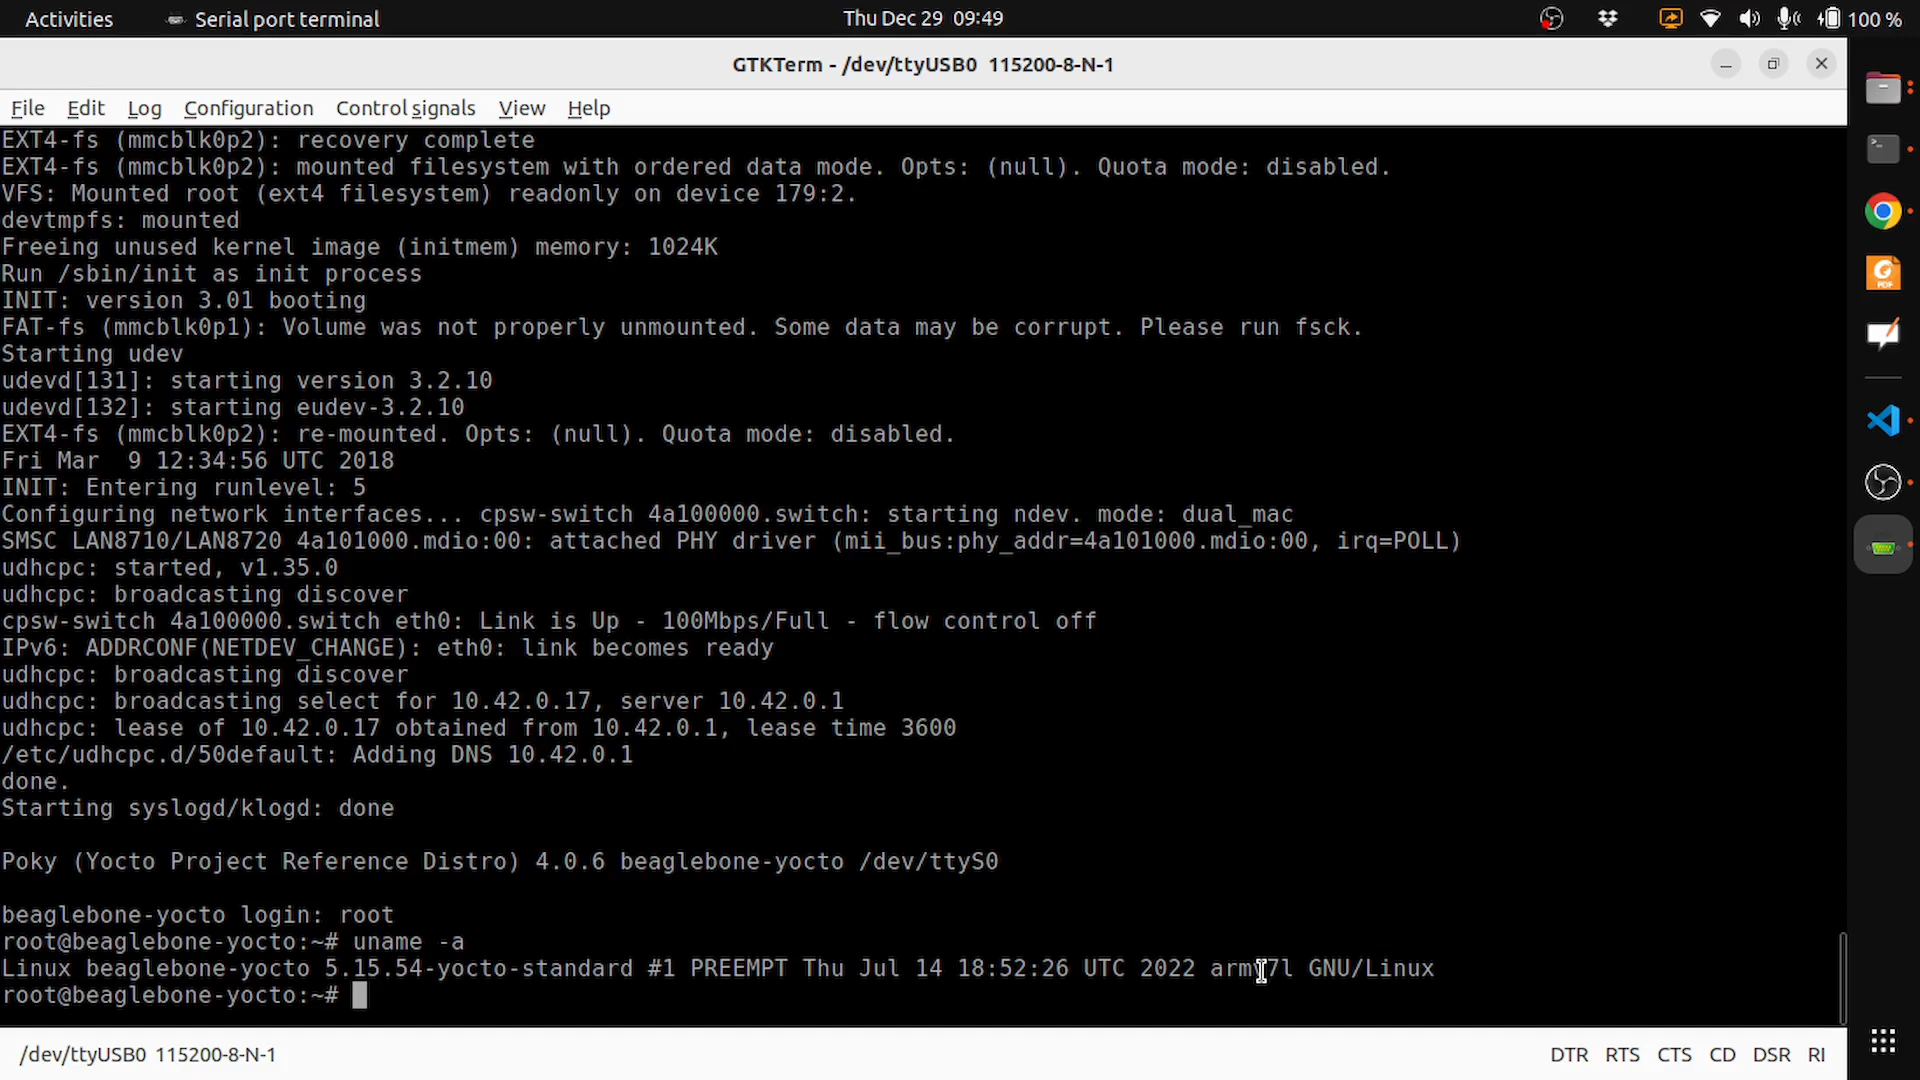 Activities Serial port terminal Thu Dec 29 09:49 100 %
GTKTerm - /dev/ttyUSB0 115200-8-N-1
File Edit Log Configuration Control signals View Help
EXT4-fs (mmcblk0p2): recovery complete
EXT4-fs (mmcblk0p2): mounted filesystem with ordered data mode. Opts: (null). Quota mode: disabled.
VFS: Mounted root (ext4 filesystem) readonly on device 179:2.
devtmpfs: mounted
Freeing unused kernel image (initmem) memory: 1024K
Run /sbin/init as init process
INIT: version 3.01 booting
FAT-fs (mmcblk0p1): Volume was not properly unmounted. Some data may be corrupt. Please run fsck.
Starting udev
udevd[131]: starting version 3.2.10
udevd[132]: starting eudev-3.2.10
EXT4-fs (mmcblk0p2): re-mounted. Opts: (null). Quota mode: disabled.
Fri Mar  9 12:34:56 UTC 2018
INIT: Entering runlevel: 5
Configuring network interfaces... cpsw-switch 4a100000.switch: starting ndev. mode: dual_mac
SMSC LAN8710/LAN8720 4a101000.mdio:00: attached PHY driver (mii_bus:phy_addr=4a101000.mdio:00, irq=POLL)
udhcpc: started, v1.35.0
udhcpc: broadcasting discover
cpsw-switch 4a100000.switch eth0: Link is Up - 100Mbps/Full - flow control off
IPv6: ADDRCONF(NETDEV_CHANGE): eth0: link becomes ready
udhcpc: broadcasting discover
udhcpc: broadcasting select for 10.42.0.17, server 10.42.0.1
udhcpc: lease of 10.42.0.17 obtained from 10.42.0.1, lease time 3600
/etc/udhcpc.d/50default: Adding DNS 10.42.0.1
done.
Starting syslogd/klogd: done
Poky (Yocto Project Reference Distro) 4.0.6 beaglebone-yocto /dev/ttyS0
beaglebone-yocto login: root
root@beaglebone-yocto:~# uname -a
Linux beaglebone-yocto 5.15.54-yocto-standard #1 PREEMPT Thu Jul 14 18:52:26 UTC 2022 armv7l GNU/Linux
root@beaglebone-yocto:~#
/dev/ttyUSB0 115200-8-N-1 DTR RTS CTS CD DSR RI
PDF